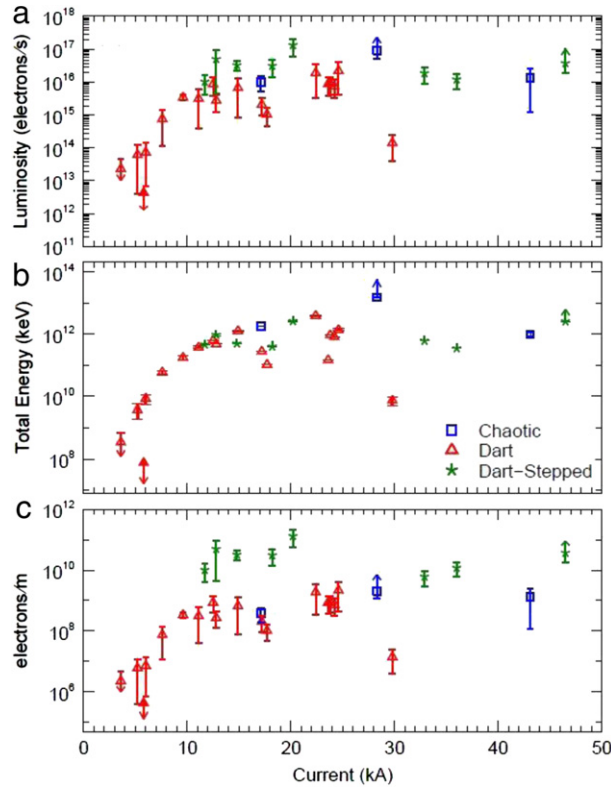 a
10^18
10^17
10^16
10^15
10^14
10^13
10^12
10^11
Luminosity (electrons/s)
b
10^14
10^12
10^10
10^8
Total Energy (keV)
Chaotic
Dart
Dart-Stepped
c
10^12
10^10
10^8
10^6
electrons/m
0 10 20 30 40 50
Current (kA)